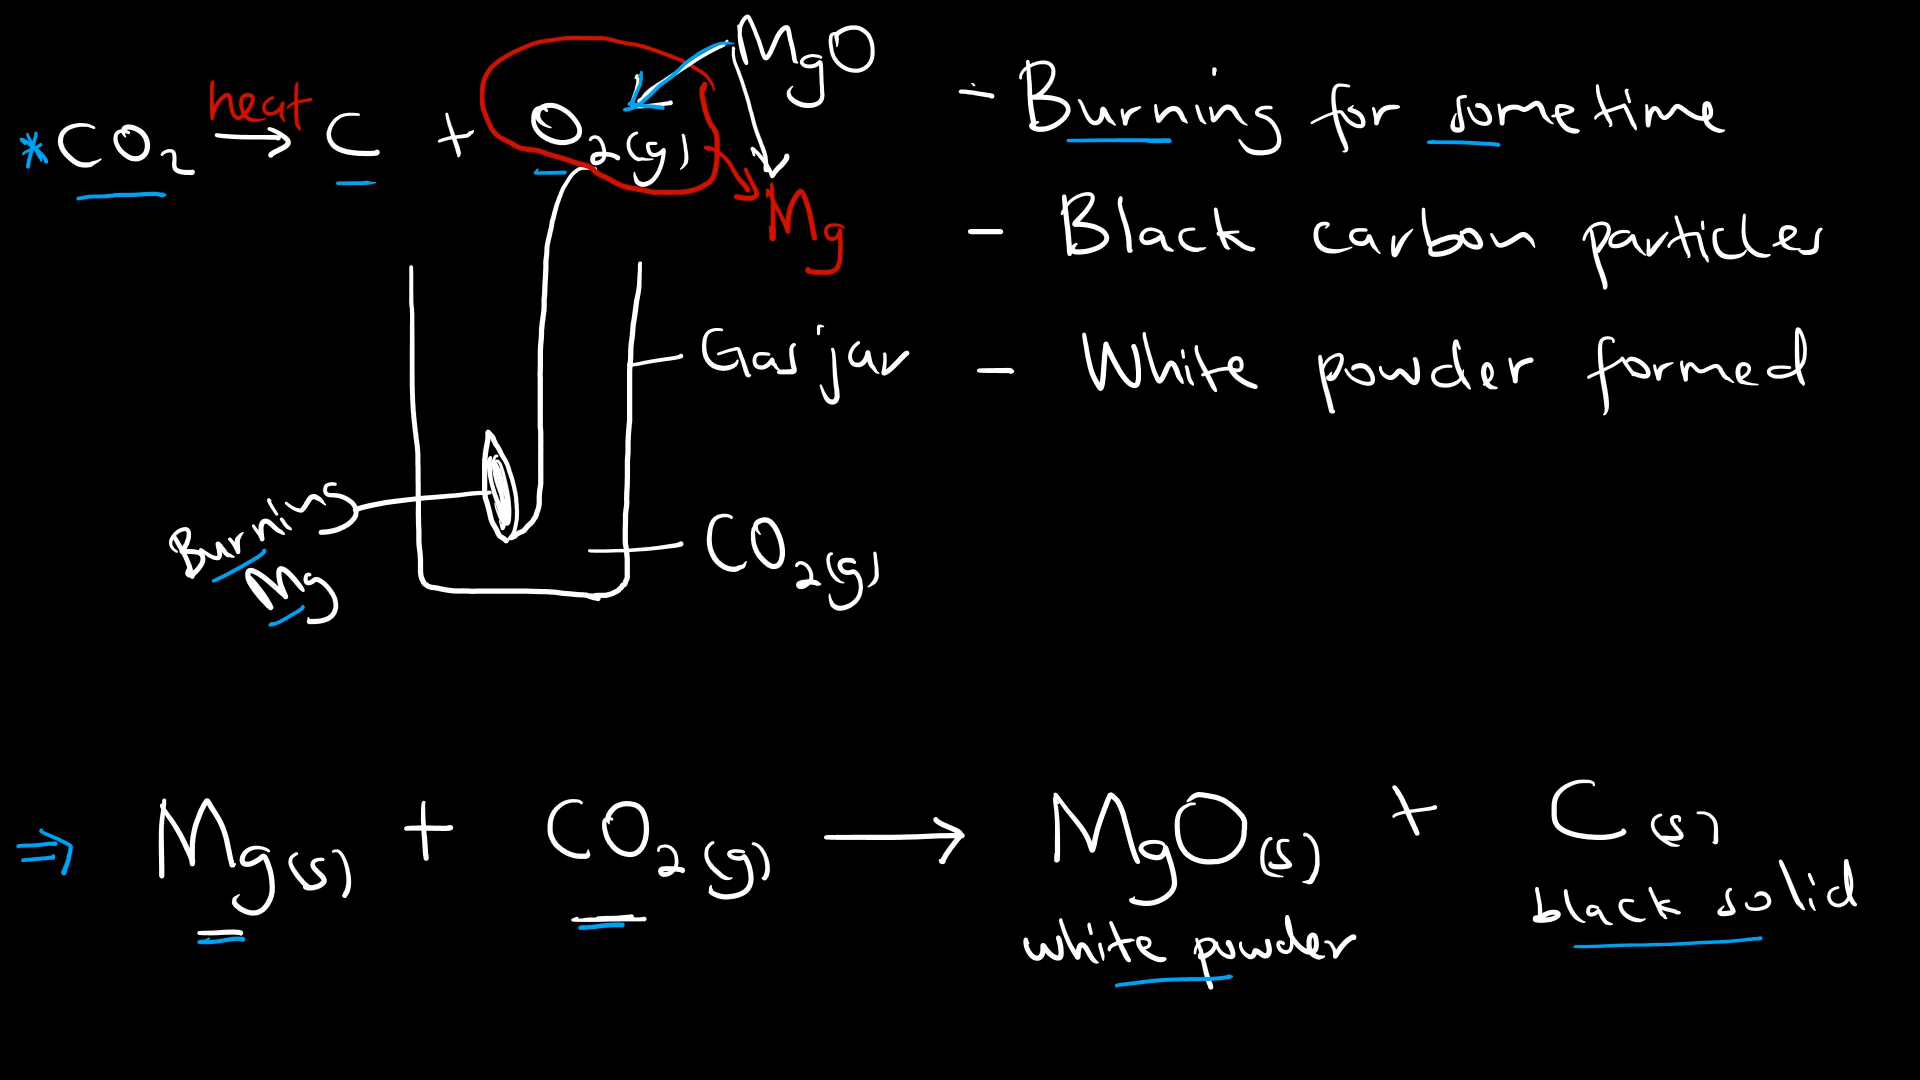 *CO₂ heat → C + O₂(g)
MgO
Mg
- Burning for sometime
- Black carbon particles
- White powder formed
Gas jar
Burning
Mg
CO₂(g)
⇒ Mg(s) + CO₂(g) → MgO(s) + C(s)
white powder
black solid